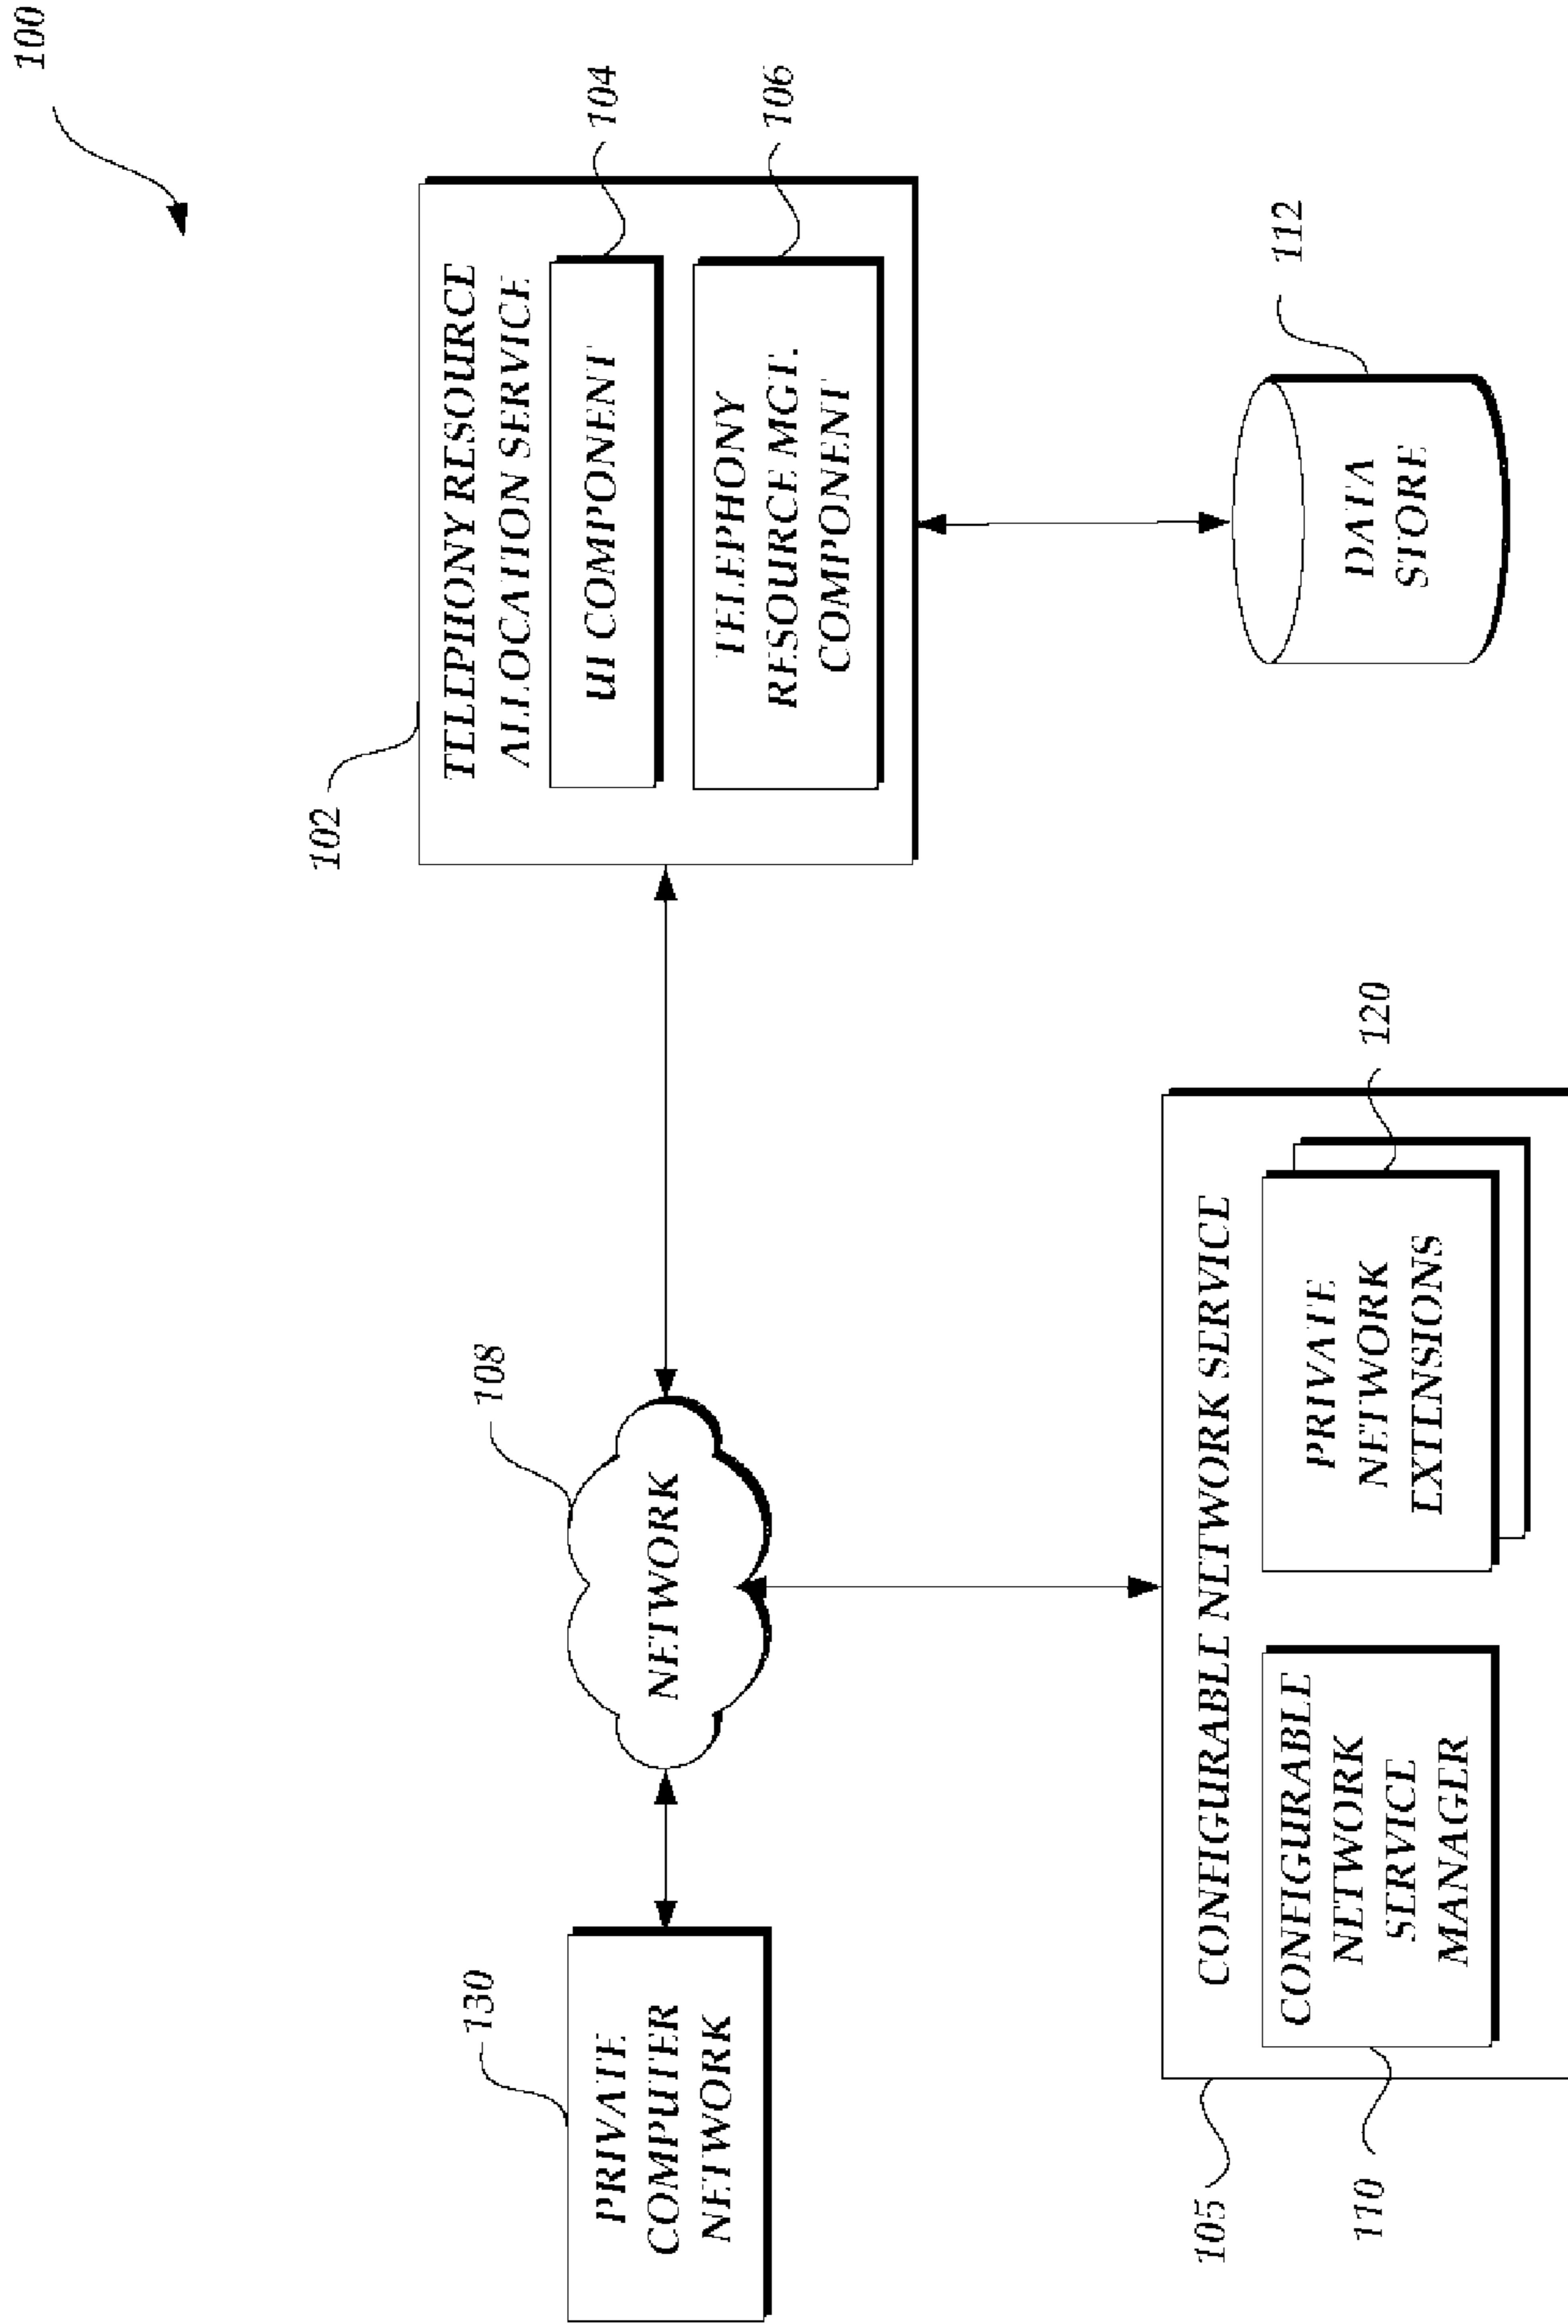 100
102
TELEPHONY RESOURCE
ALLOCATION SERVICE
104
UI COMPONENT
106
TELEPHONY
RESOURCE MGT.
COMPONENT
130
PRIVATE
COMPUTER
NETWORK
108
NETWORK
112
DATA
STORE
105
CONFIGURABLE NETWORK SERVICE
110
CONFIGURABLE
NETWORK
SERVICE
MANAGER
120
PRIVATE
NETWORK
EXTENSIONS